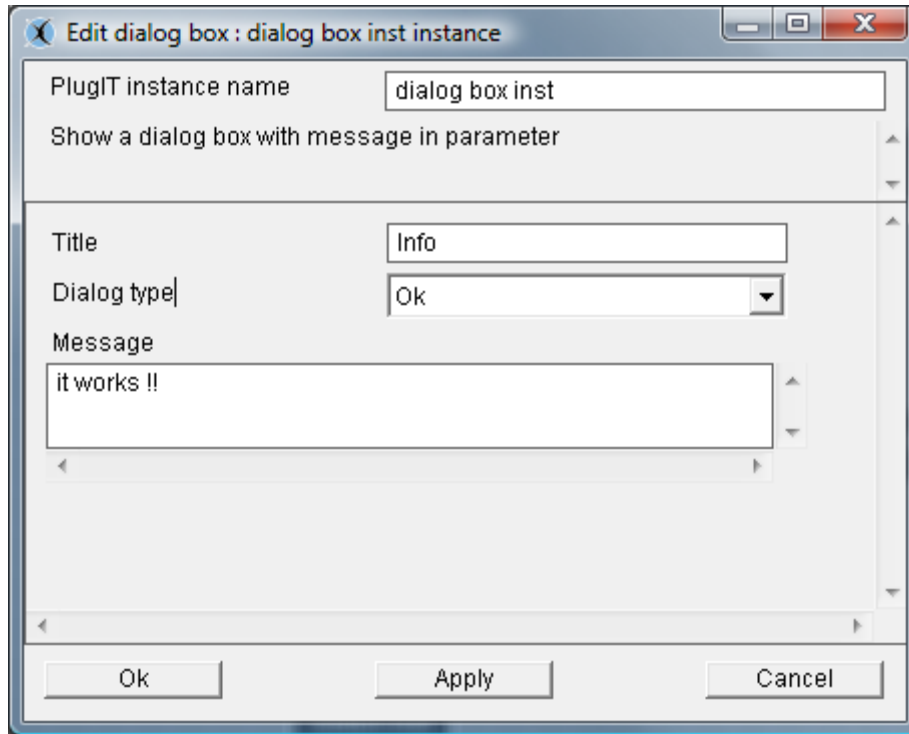 Edit dialog box : dialog box inst instance
PlugIT instance name dialog box inst
Show a dialog box with message in parameter
Title Info
Dialog type Ok
Message
it works !!
Ok Apply Cancel